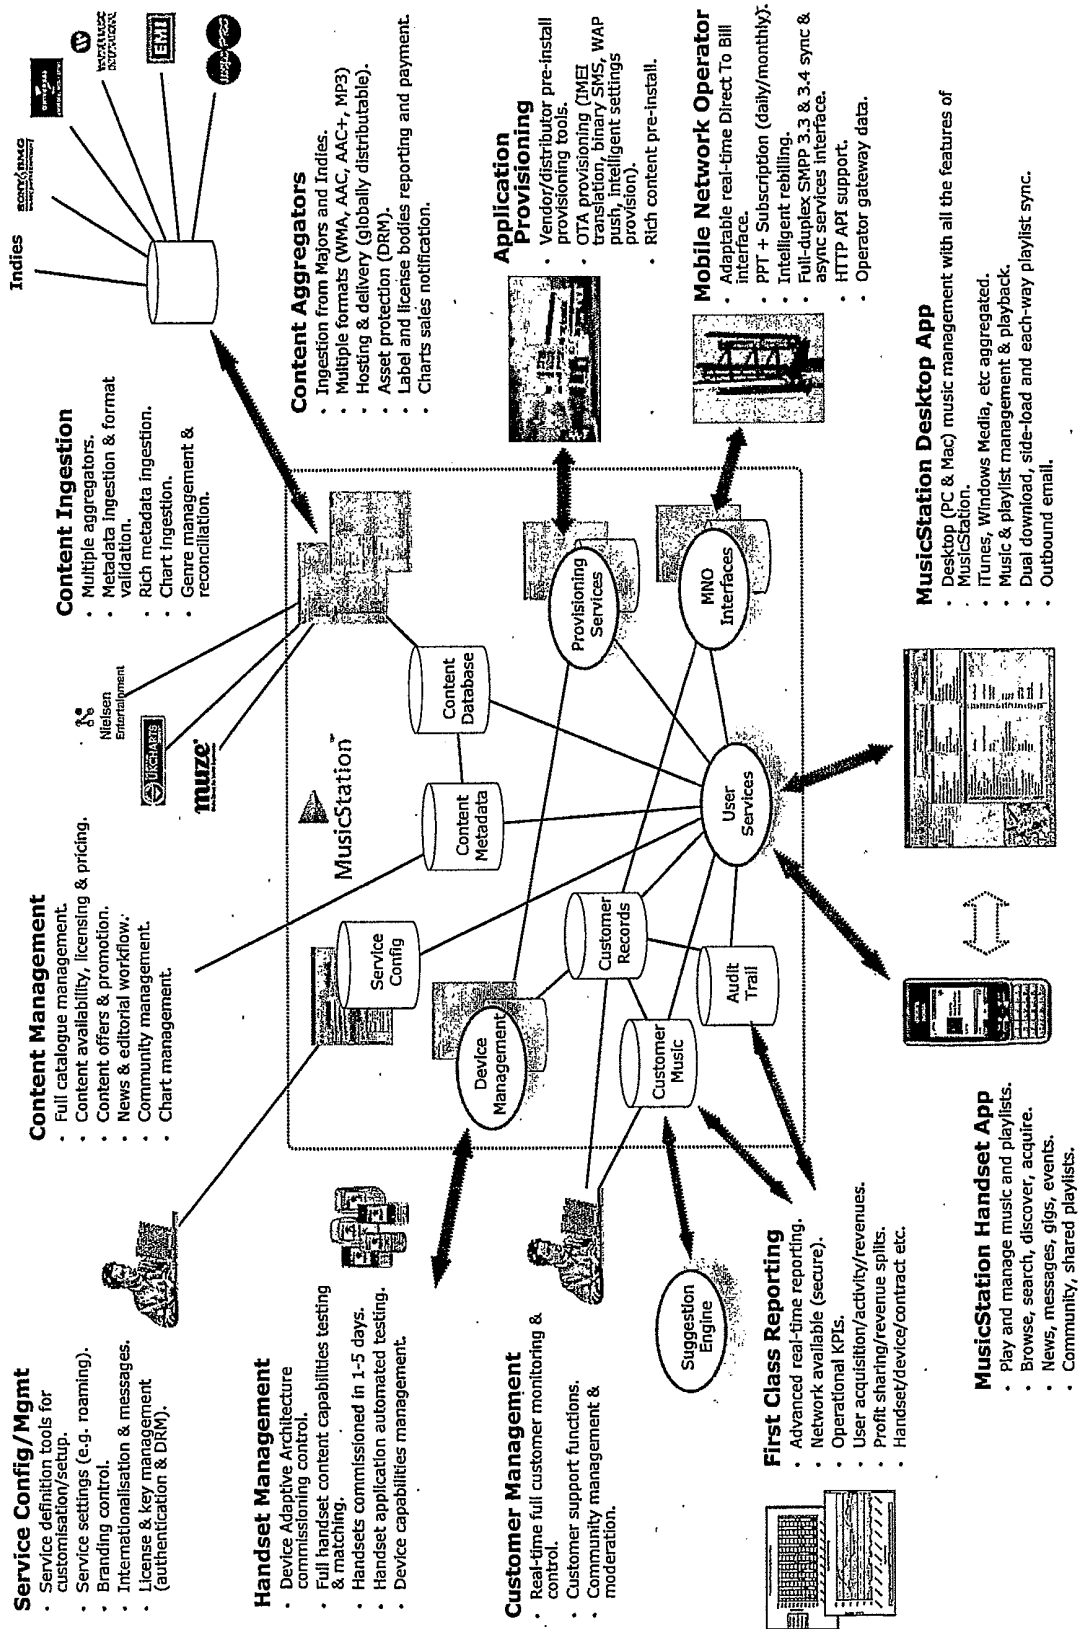 Service Config/Mgmt
· Service definition tools for
customisation/setup.
· Service settings (e.g. roaming).
· Branding control.
· Internationalisation & messages.
· License & key management
(authentication & DRM).
Content Management
· Full catalogue management.
· Content availability, licensing & pricing.
· Content offers & promotion.
· News & editorial workflow.
· Community management.
· Chart management.
Nielsen
Entertainment
UKCHARTS
muze
Content Ingestion
· Multiple aggregators.
· Metadata ingestion & format
validation.
· Rich metadata ingestion.
· Chart ingestion.
· Genre management &
reconciliation.
Indies
SONY BMG
UNIVERSAL
EMI
Handset Management
· Device Adaptive Architecture
commissioning control.
· Full handset content capabilities testing
& matching.
· Handsets commissioned in 1-5 days.
· Handset application automated testing.
· Device capabilities management.
MusicStation™
Service
Config
Content
Metadata
Content
Database
Device
Management
Customer
Records
Customer
Music
Audit
Trail
User
Services
Provisioning
Services
MNO
Interfaces
Content Aggregators
· Ingestion from Majors and Indies.
· Multiple formats (WMA, AAC, AAC+, MP3)
· Hosting & delivery (globally distributable).
· Asset protection (DRM).
· Label and license bodies reporting and payment.
· Charts sales notification.
Customer Management
· Real-time full customer monitoring &
control.
· Customer support functions.
· Community management &
moderation.
Suggestion
Engine
Application
Provisioning
· Vendor/distributor pre-install
provisioning tools.
· OTA provisioning (IMEI
translation, binary SMS, WAP
push, intelligent settings
provision).
· Rich content pre-install.
Mobile Network Operator
· Adaptable real-time Direct To Bill
interface.
· PPT + Subscription (daily/monthly).
· Intelligent rebilling.
· Full-duplex SMPP 3.3 & 3.4 sync &
async services interface.
· HTTP API support.
· Operator gateway data.
First Class Reporting
· Advanced real-time reporting.
· Network available (secure).
· Operational KPIs.
· User acquisition/activity/revenues.
· Profit sharing/revenue splits.
· Handset/device/contract etc.
MusicStation Handset App
· Play and manage music and playlists.
· Browse, search, discover, acquire.
· News, messages, gigs, events.
· Community, shared playlists.
MusicStation Desktop App
· Desktop (PC & Mac) music management with all the features of
MusicStation.
· iTunes, Windows Media, etc aggregated.
· Music & playlist management & playback.
· Dual download, side-load and each-way playlist sync.
· Outbound email.